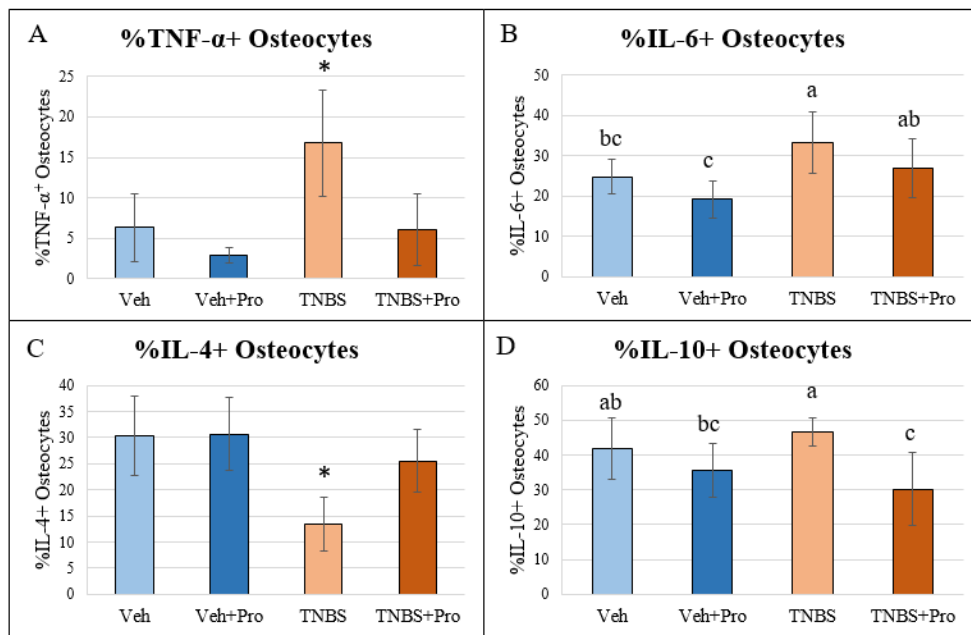 A
%TNF-α+ Osteocytes
%TNF-α⁺ Osteocytes
25
20
15
10
5
0
*
Veh
Veh+Pro
TNBS
TNBS+Pro
B
%IL-6+ Osteocytes
%IL-6+ Osteocytes
50
40
30
20
10
0
bc
c
a
ab
Veh
Veh+Pro
TNBS
TNBS+Pro
C
%IL-4+ Osteocytes
%IL-4+ Osteocytes
40
35
30
25
20
15
10
5
0
*
Veh
Veh+Pro
TNBS
TNBS+Pro
D
%IL-10+ Osteocytes
%IL-10+ Osteocytes
60
50
40
30
20
10
0
ab
bc
a
c
Veh
Veh+Pro
TNBS
TNBS+Pro